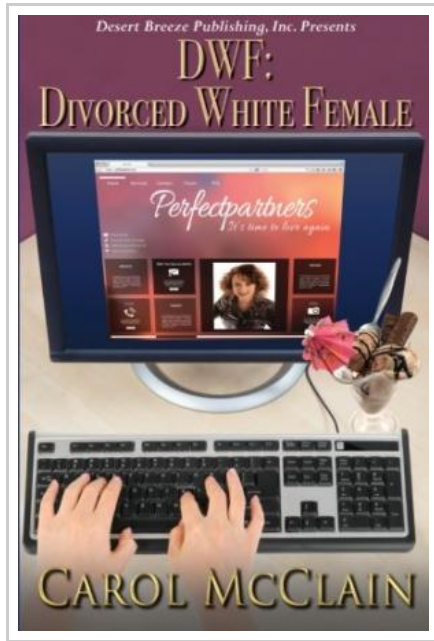 Desert Breeze Publishing, Inc. Presents
DWF:
DIVORCED WHITE FEMALE
Perfectpartners
It's time to love again
CAROL MCCLAIN